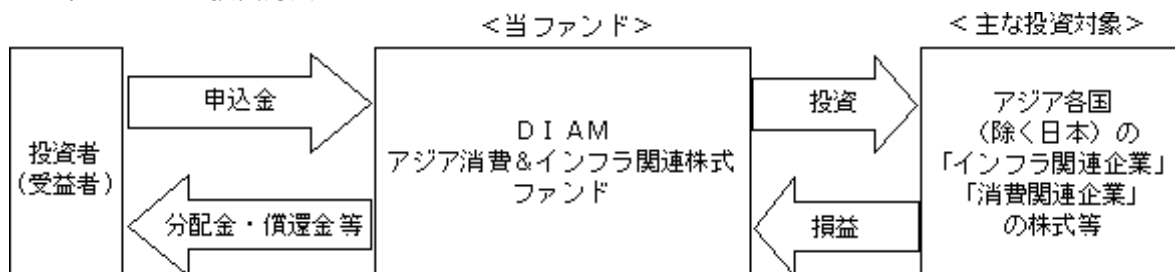 ＜当ファンド＞
＜主な投資対象＞
申込金
投資
投資者
（受益者）
ＤＩＡＭ
アジア消費＆インフラ関連株式
ファンド
アジア各国
（除く日本）の
「インフラ関連企業」
「消費関連企業」
の株式等
分配金・償還金等
損益